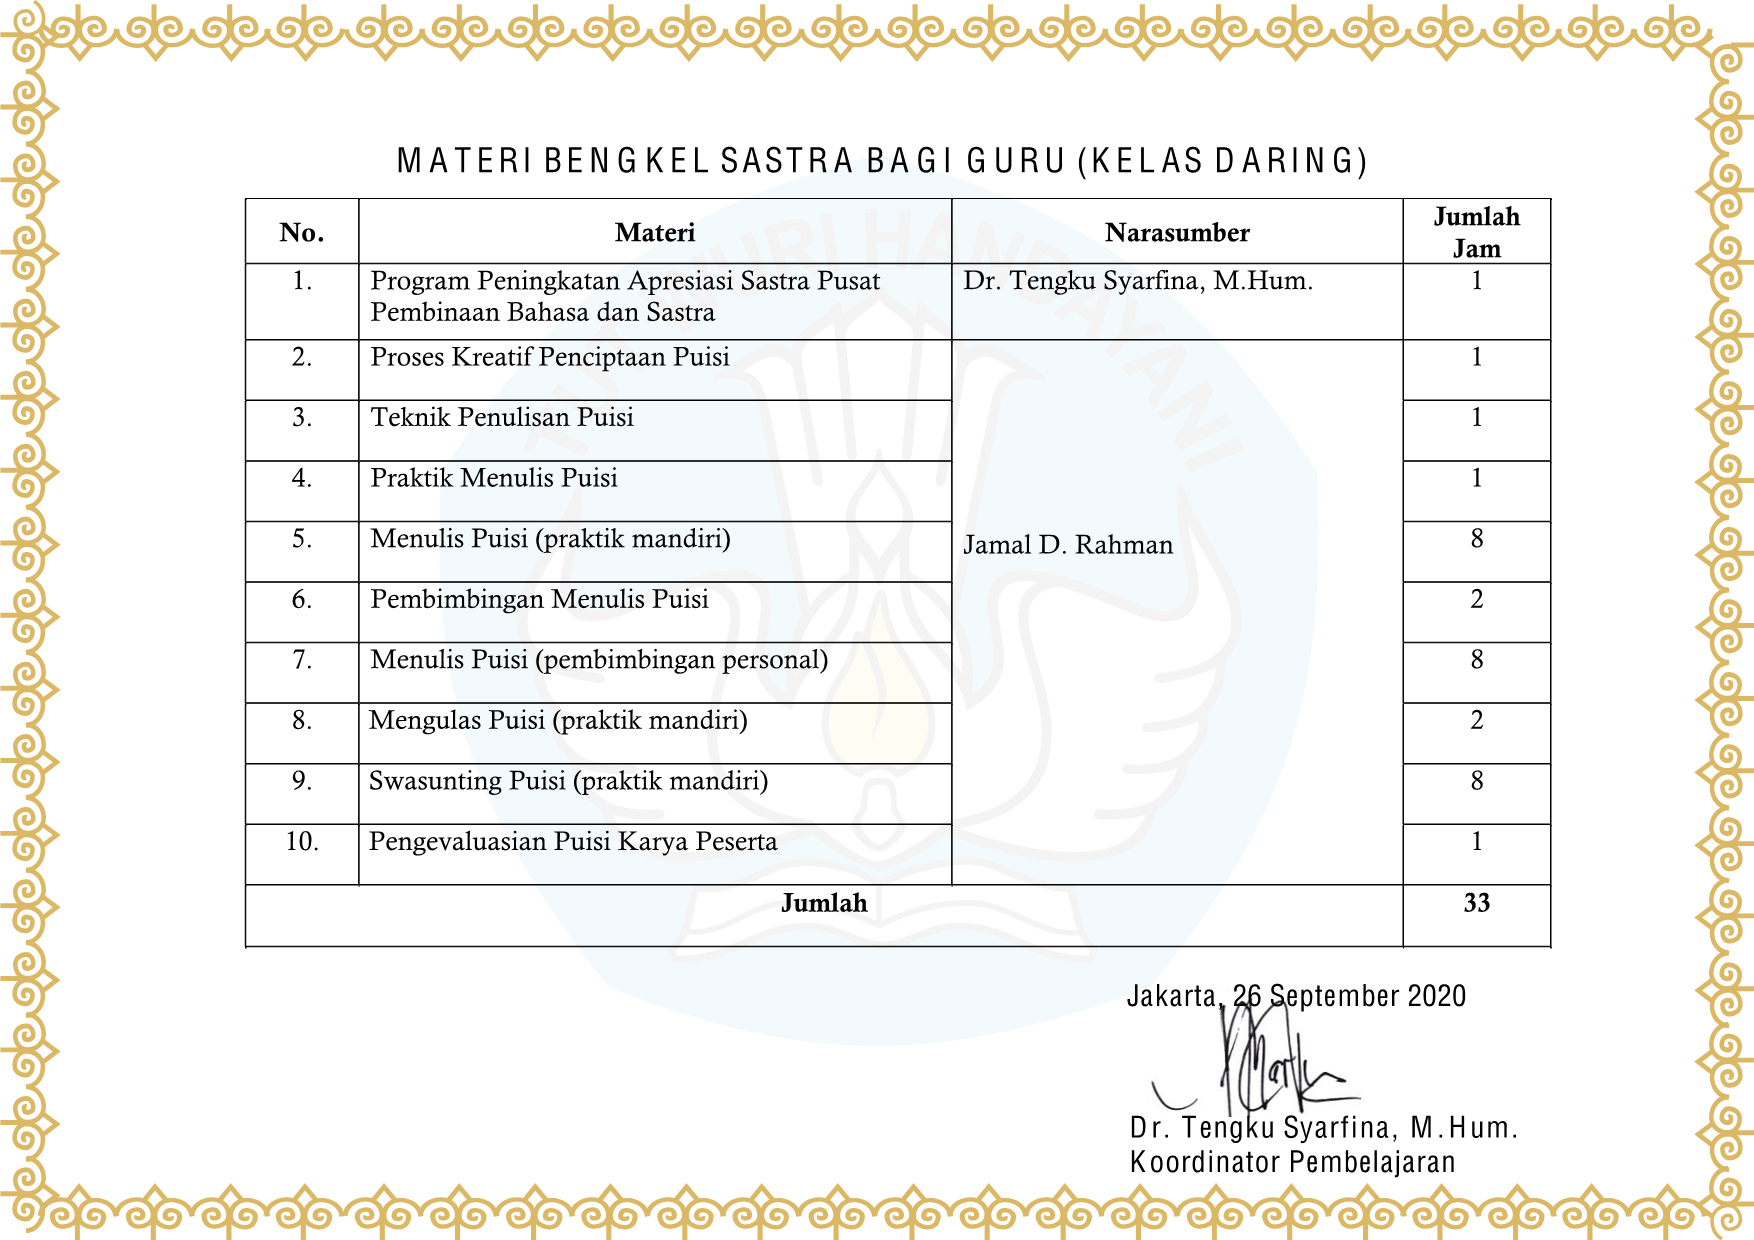 MATERI BENGKEL SASTRA BAGI GURU (KELAS DARING)
No. Materi Narasumber Jumlah Jam
1. Program Peningkatan Apresiasi Sastra Pusat Dr. Tengku Syarfina, M.Hum. 1
Pembinaan Bahasa dan Sastra
2. Proses Kreatif Penciptaan Puisi 1
3. Teknik Penulisan Puisi 1
4. Praktik Menulis Puisi 1
5. Menulis Puisi (praktik mandiri) Jamal D. Rahman 8
6. Pembimbingan Menulis Puisi 2
7. Menulis Puisi (pembimbingan personal) 8
8. Mengulas Puisi (praktik mandiri) 2
9. Swasunting Puisi (praktik mandiri) 8
10. Pengevaluasian Puisi Karya Peserta 1
Jumlah 33
TUT WURI HANDAYANI
Jakarta, 26 September 2020
Dr. Tengku Syarfina, M.Hum.
Koordinator Pembelajaran